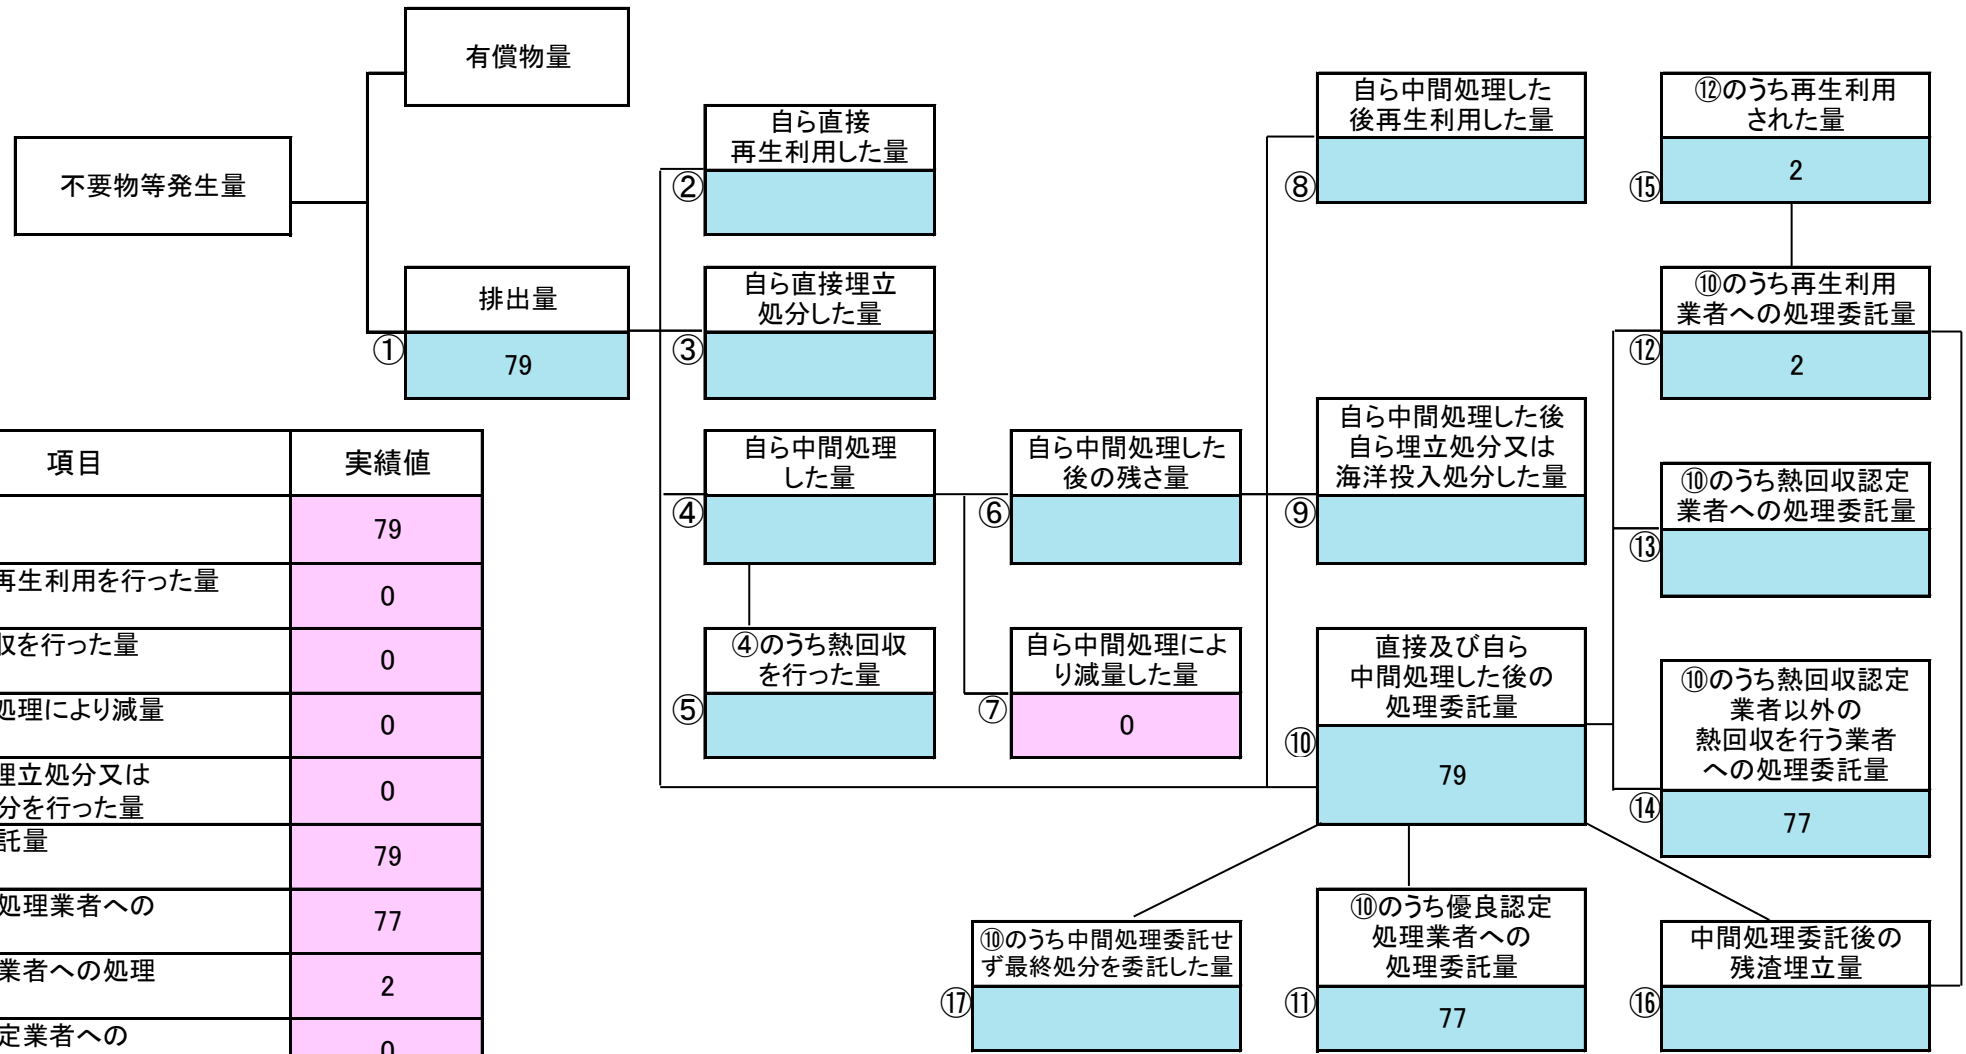 有償物量
不要物等発生量
排出量
①
79
自ら直接
再生利用した量
②
自ら直接埋立
処分した量
③
自ら中間処理
した量
④
④のうち熱回収
を行った量
⑤
自ら中間処理した
後の残さ量
⑥
自ら中間処理によ
り減量した量
⑦
0
自ら中間処理した
後再生利用した量
⑧
自ら中間処理した後
自ら埋立処分又は
海洋投入処分した量
⑨
直接及び自ら
中間処理した後の
処理委託量
⑩
79
⑫のうち再生利用
された量
⑮
2
⑩のうち再生利用
業者への処理委託量
⑫
2
⑩のうち熱回収認定
業者への処理委託量
⑬
⑩のうち熱回収認定
業者以外の
熱回収を行う業者
への処理委託量
⑭
77
⑩のうち中間処理委託せ
ず最終処分を委託した量
⑰
⑩のうち優良認定
処理業者への
処理委託量
⑪
77
中間処理委託後の
残渣埋立量
⑯
項目
実績値
79
再生利用を行った量
0
収を行った量
0
処理により減量
0
埋立処分又は
分を行った量
0
託量
79
処理業者への
77
業者への処理
2
定業者への
0